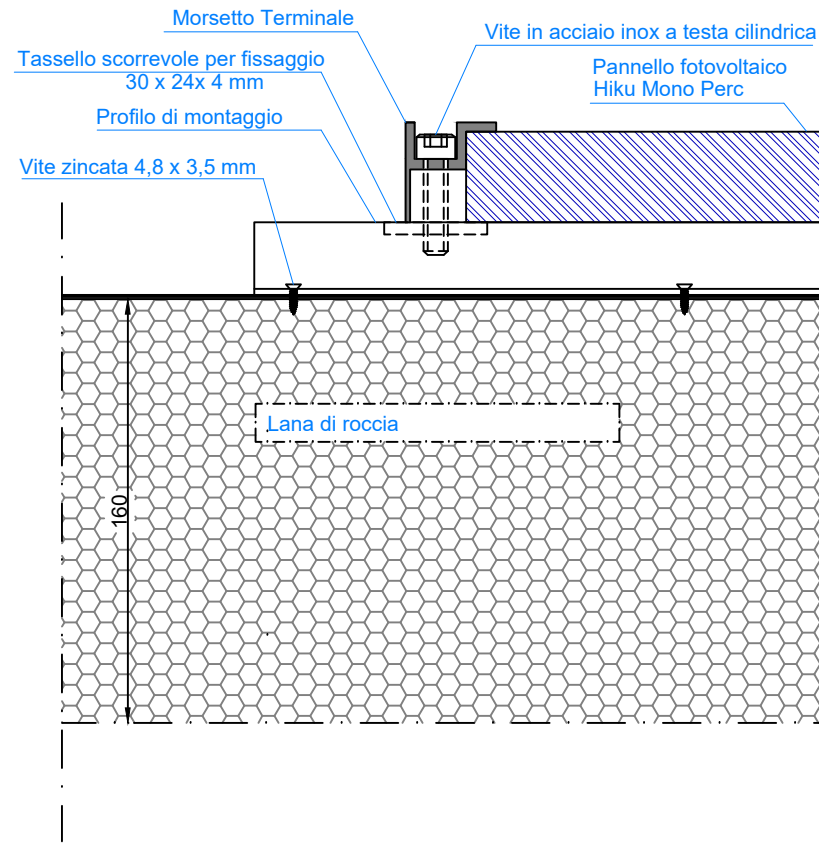 Morsetto Terminale
Vite in acciaio inox a testa cilindrica
Tassello scorrevole per fissaggio
30 x 24x 4 mm
Pannello fotovoltaico
Hiku Mono Perc
Profilo di montaggio
Vite zincata 4,8 x 3,5 mm
Lana di roccia
160